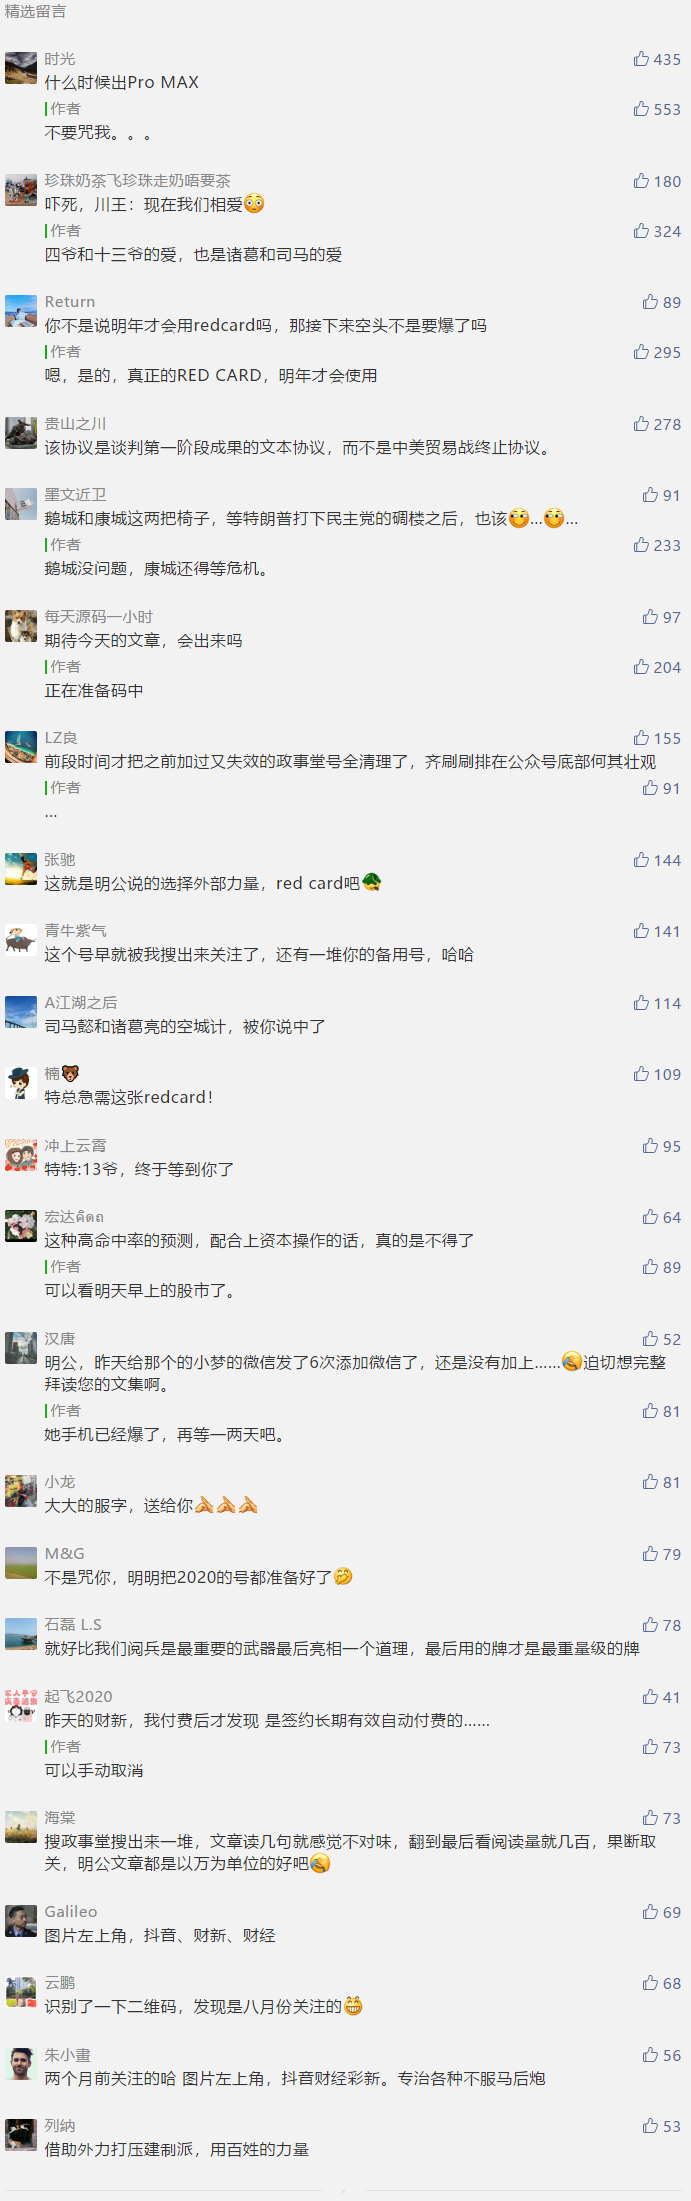 精选留言
时光
435
什么时候出Pro MAX
作者
553
不要咒我。。。
珍珠奶茶飞珍珠走奶唔要茶
180
吓死，川王：现在我们相爱😳
作者
324
四爷和十三爷的爱，也是诸葛和司马的爱
Return
89
你不是说明年才会用redcard吗，那接下来空头不是要爆了吗
作者
295
嗯，是的，真正的RED CARD，明年才会使用
贵山之川
278
该协议是谈判第一阶段成果的文本协议，而不是中美贸易战终止协议。
墨文近卫
91
鹅城和康城这两把椅子，等特朗普打下民主党的碉楼之后，也该...…
作者
233
鹅城没问题，康城还得等危机。
每天源码一小时
97
期待今天的文章，会出来吗
作者
204
正在准备码中
LZ良
155
前段时间才把之前加过又失效的政事堂号全清理了，齐刷刷排在公众号底部何其壮观
作者
91
...
张驰
144
这就是明公说的选择外部力量，red card吧
青牛紫气
141
这个号早就被我搜出来关注了，还有一堆你的备用号，哈哈
A江湖之后
114
司马懿和诸葛亮的空城计，被你说中了
楠🐻
109
特总急需这张redcard！
冲上云霄
95
特特:13爷，终于等到你了
宏达คิดถ
64
这种高命中率的预测，配合上资本操作的话，真的是不得了
作者
89
可以看明天早上的股市了。
汉唐
52
明公，昨天给那个的小梦的微信发了6次添加微信了，还是没有加上……迫切想完整
拜读您的文集啊。
作者
81
她手机已经爆了，再等一两天吧。
小龙
81
大大的服字，送给你🙏🙏🙏
M&G
79
不是咒你，明明把2020的号都准备好了🤭
石磊 L.S
78
就好比我们阅兵是最重要的武器最后亮相一个道理，最后用的牌才是最重量级的牌
起飞2020
41
昨天的财新，我付费后才发现 是签约长期有效自动付费的……
作者
73
可以手动取消
海棠
73
搜政事堂搜出来一堆，文章读几句就感觉不对味，翻到最后看阅读量就几百，果断取
关，明公文章都是以万为单位的好吧
Galileo
69
图片左上角，抖音、财新、财经
云鹏
68
识别了一下二维码，发现是八月份关注的😁
朱小畫
56
两个月前关注的哈 图片左上角，抖音财经彩新。专治各种不服马后炮
列纳
53
借助外力打压建制派，用百姓的力量